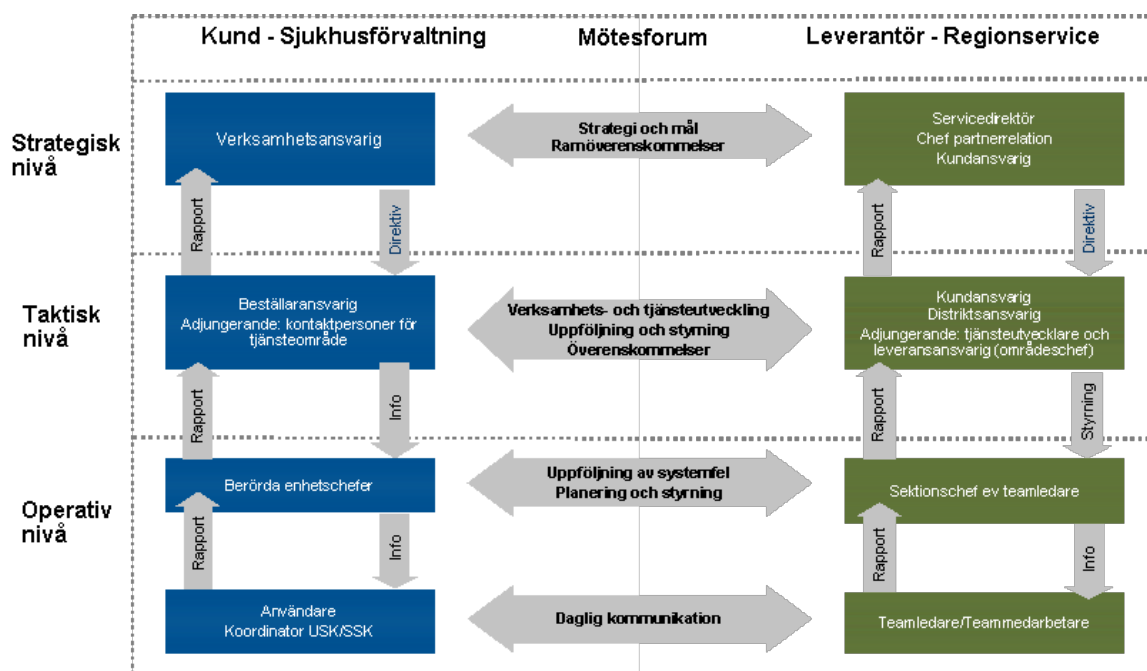 Kund - Sjukhusförvaltning
Mötesforum
Leverantör - Regionservice
Strategisk
nivå
Verksamhetsansvarig
Strategi och mål
Ramöverenskommelser
Servicedirektör
Chef partnerrelation
Kundansvarig
Rapport
Direktiv
Rapport
Direktiv
Taktisk
nivå
Beställaransvarig
Adjungerande: kontaktpersoner för
tjänsteområde
Verksamhets- och tjänsteutveckling
Uppföljning och styrning
Överenskommelser
Kundansvarig
Distriktsansvarig
Adjungerande: tjänsteutvecklare och
leveransansvarig (områdeschef)
Rapport
Info
Rapport
Styrning
Operativ
nivå
Berörda enhetschefer
Uppföljning av systemfel
Planering och styrning
Sektionschef ev teamledare
Rapport
Info
Rapport
Info
Användare
Koordinator USK/SSK
Daglig kommunikation
Teamledare/Teammedarbetare